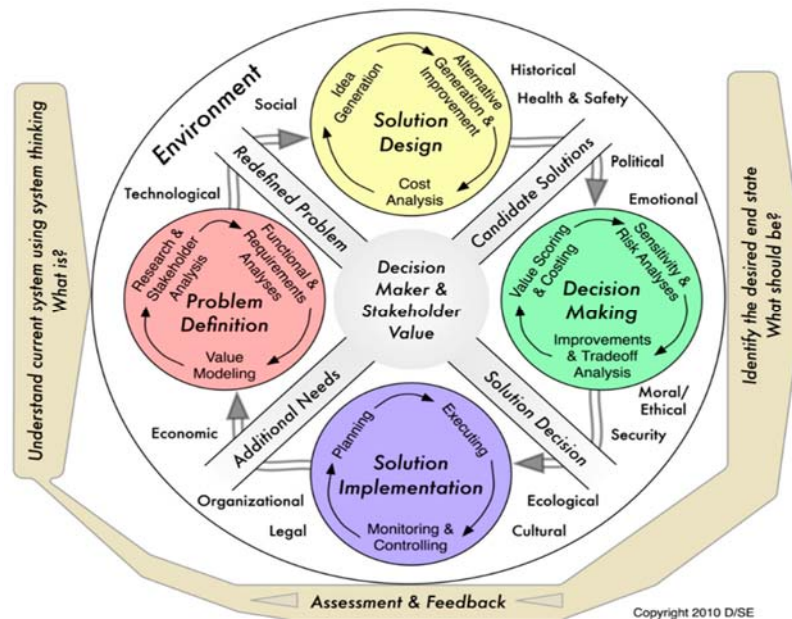 Environment
Social
Historical
Health & Safety
Idea
Generation
Alternative
Generation &
Improvement
Solution
Design
Cost
Analysis
Redefined Problem
Candidate Solutions
Technological
Political
Emotional
Understand current system using system thinking
What is?
Identify the desired end state
What should be?
Research &
Stakeholder
Analysis
Functional &
Requirements
Analyses
Problem
Definition
Value
Modeling
Decision
Maker &
Stakeholder
Value
Value Scoring
& Costing
Sensitivity &
Risk Analyses
Decision
Making
Improvements
& Tradeoff
Analysis
Moral/
Ethical
Economic
Security
Additional Needs
Solution Decision
Planning
Executing
Solution
Implementation
Monitoring &
Controlling
Organizational
Ecological
Legal
Cultural
Assessment & Feedback
Copyright 2010 D/SE